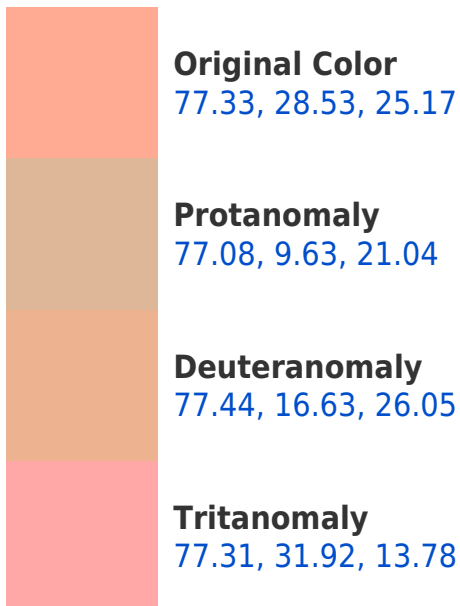 Original Color
77.33, 28.53, 25.17
Protanomaly
77.08, 9.63, 21.04
Deuteranomaly
77.44, 16.63, 26.05
Tritanomaly
77.31, 31.92, 13.78